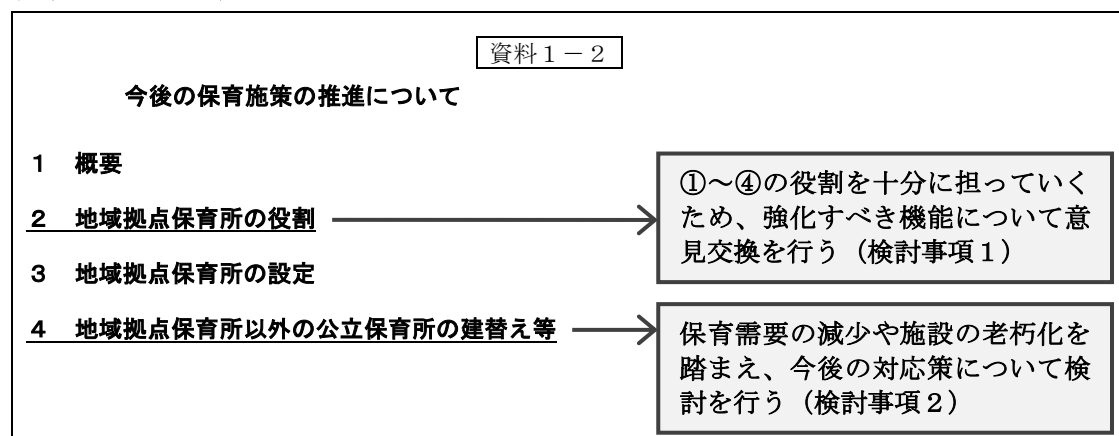 資料１－２
今後の保育施策の推進について
１　概要
２　地域拠点保育所の役割
①～④の役割を十分に担っていく
ため、強化すべき機能について意
見交換を行う（検討事項１）
３　地域拠点保育所の設定
４　地域拠点保育所以外の公立保育所の建替え等
保育需要の減少や施設の老朽化を
踏まえ、今後の対応策について検
討を行う（検討事項２）